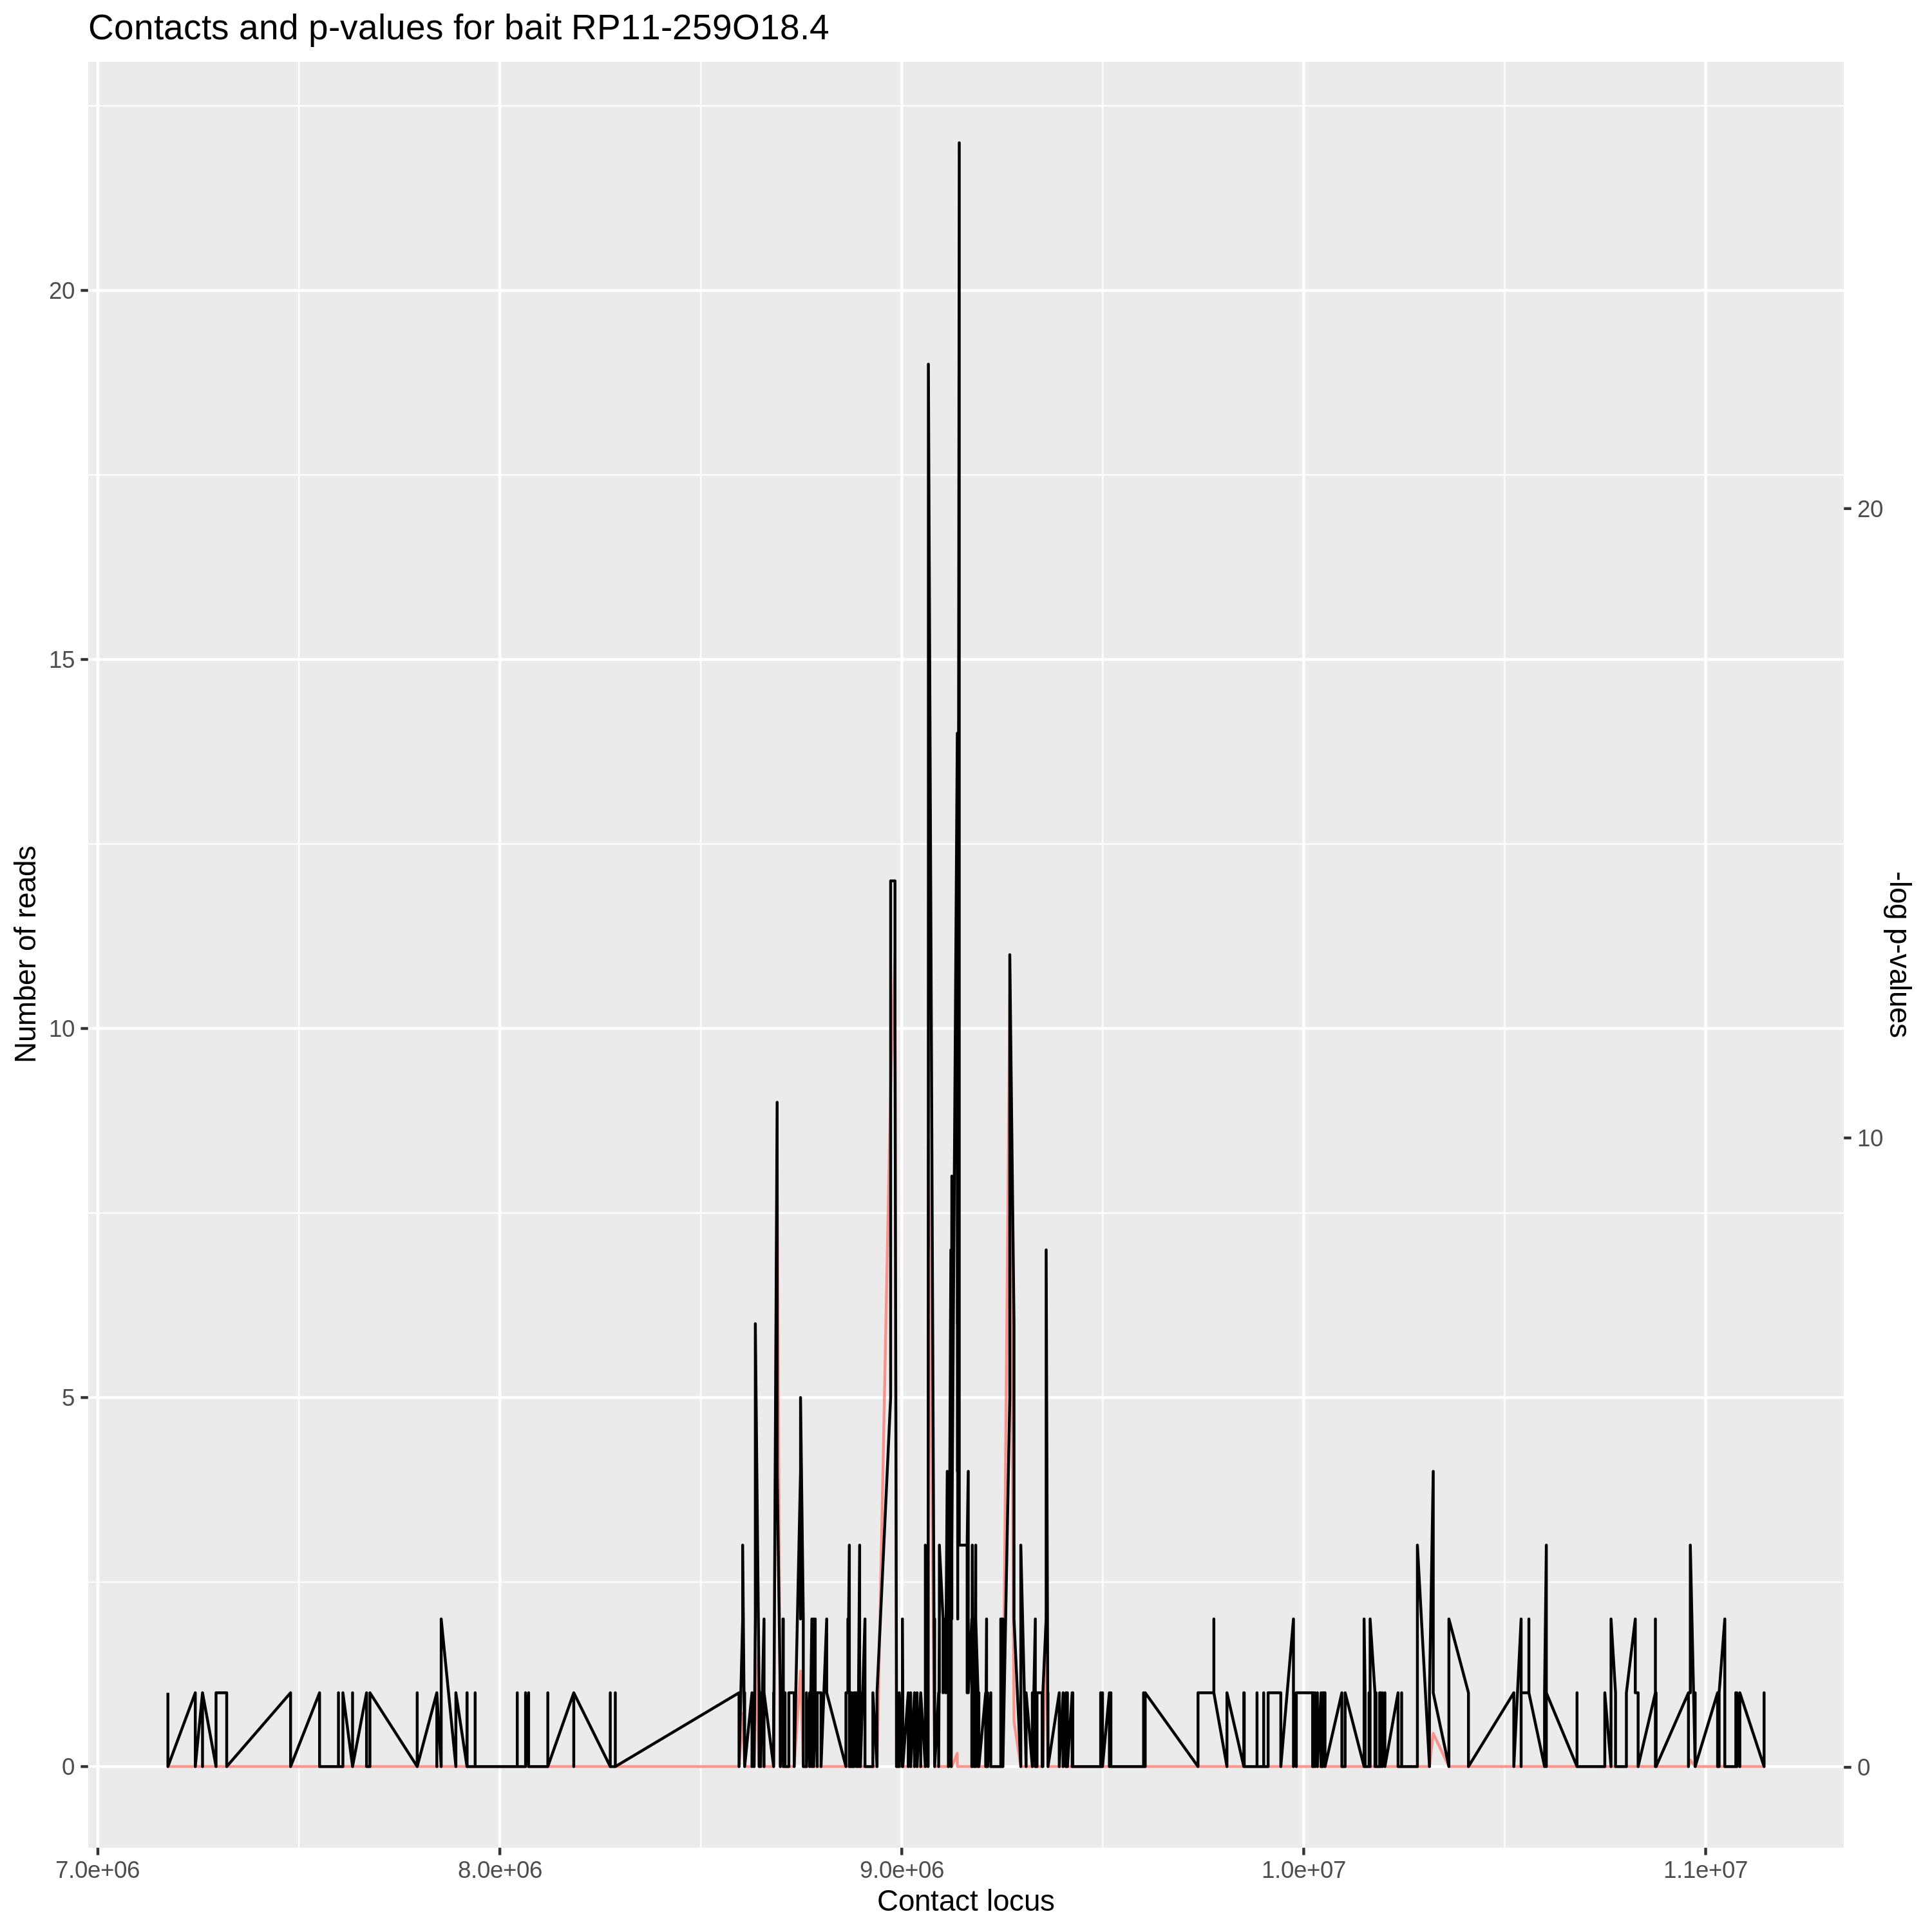 Contacts and p-values for bait RP11-259O18.4
Number of reads
20
15
10
5
0
20
10
0
-log p-values
7.0e+06
8.0e+06
9.0e+06
1.0e+07
1.1e+07
Contact locus